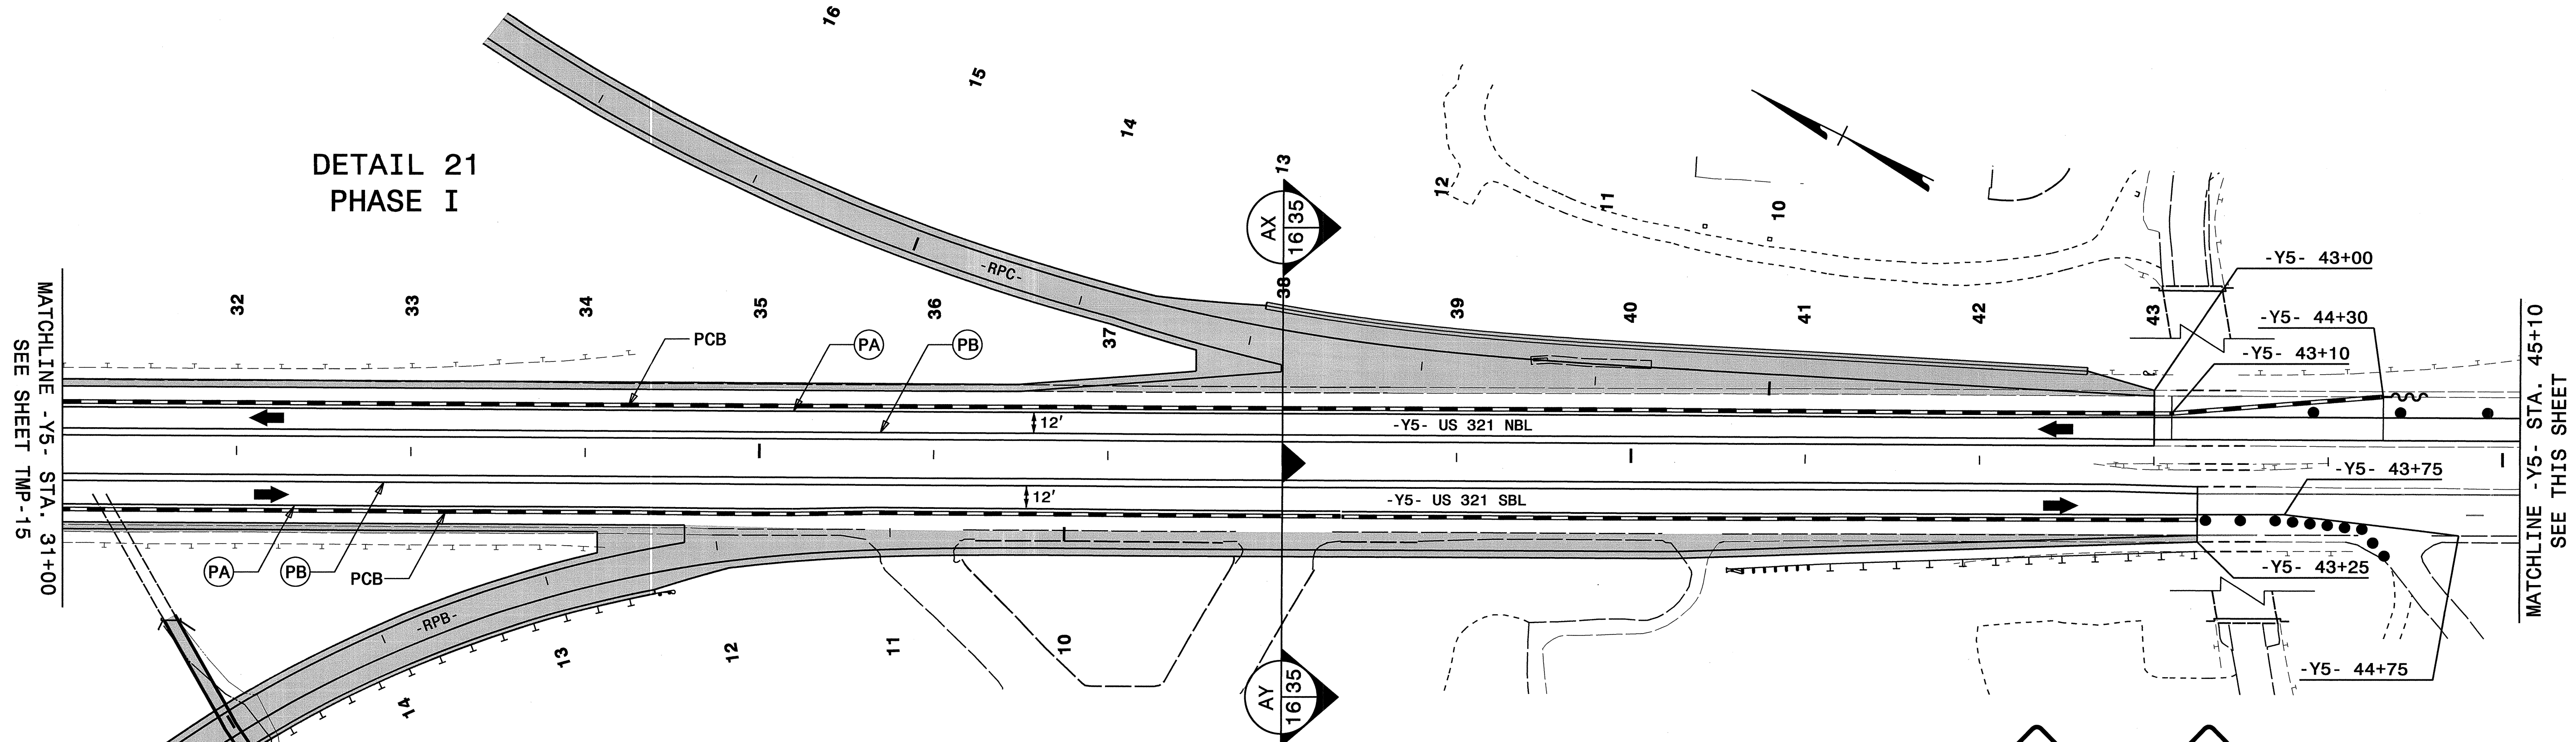 DETAIL 21
PHASE I
16
15
14
13
12
11
10
AX
16 35
-RPC-
32
33
34
35
36
37
38
39
40
41
42
43
PCB
PA
PB
-Y5- 43+00
-Y5- 44+30
-Y5- 43+10
12'
-Y5- US 321 NBL
-Y5- 43+75
12'
-Y5- US 321 SBL
PA
PB
PCB
-Y5- 43+25
-RPB-
14
13
12
11
10
AY
16 35
-Y5- 44+75
MATCHLINE -Y5- STA. 31+00
SEE SHEET TMP-15
MATCHLINE -Y5- STA. 45+10
SEE THIS SHEET